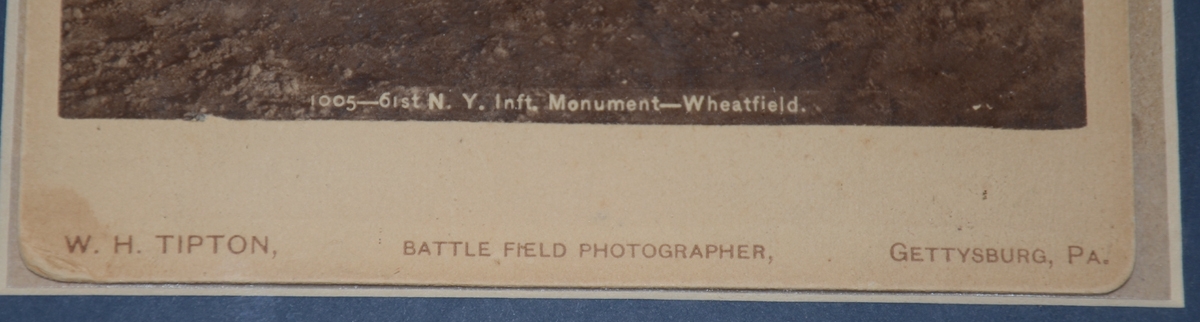 1005—61st N. Y. Inft. Monument—Wheatfield.
W. H. TIPTON, BATTLE FIELD PHOTOGRAPHER, GETTYSBURG, PA.